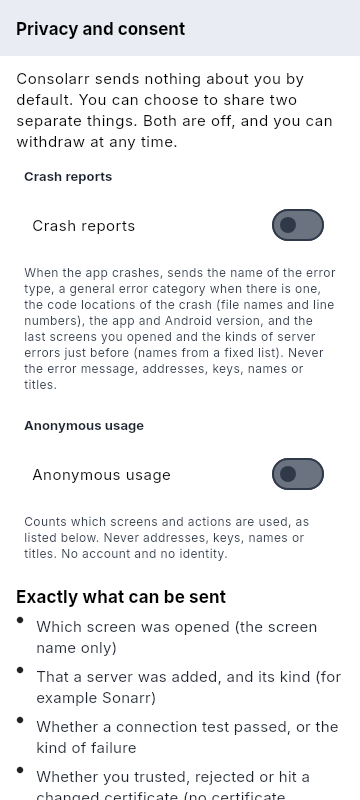 Privacy and consent
Consolarr sends nothing about you by
default. You can choose to share two
separate things. Both are off, and you can
withdraw at any time.
Crash reports
Crash reports
When the app crashes, sends the name of the error
type, a general error category when there is one,
the code locations of the crash (file names and line
numbers), the app and Android version, and the
last screens you opened and the kinds of server
errors just before (names from a fixed list). Never
the error message, addresses, keys, names or
titles.
Anonymous usage
Anonymous usage
Counts which screens and actions are used, as
listed below. Never addresses, keys, names or
titles. No account and no identity.
Exactly what can be sent
• Which screen was opened (the screen
name only)
• That a server was added, and its kind (for
example Sonarr)
• Whether a connection test passed, or the
kind of failure
• Whether you trusted, rejected or hit a
changed certificate (no certificate